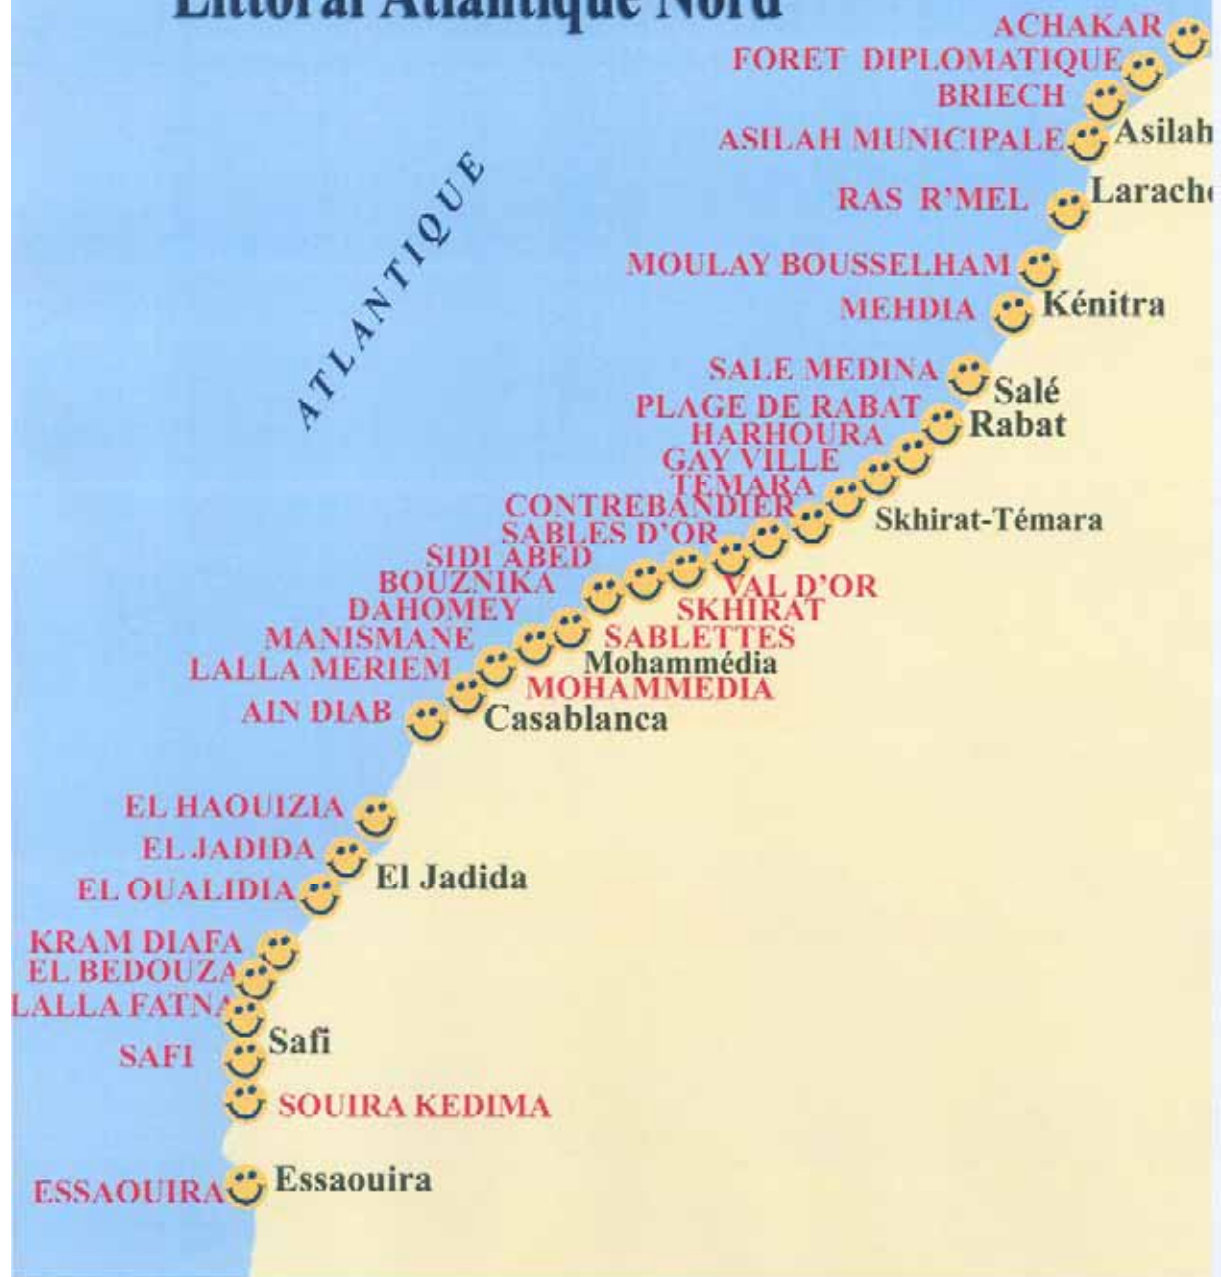 Littoral Atlantique Nord
ACHAKAR
FORET DIPLOMATIQUE
BRIECH
ASILAH MUNICIPALE
Asilah
RAS R'MEL
Larache
ATLANTIQUE
MOULAY BOUSSELHAM
MEHDIA
Kénitra
SALE MEDINA
Salé
PLAGE DE RABAT
Rabat
HARHOURA
GAY VILLE
TEMARA
CONTREBANDIER
Skhirat-Témara
SABLES D'OR
SIDI ABED
BOUZNIKA
VAL D'OR
DAHOMEY
SKHIRAT
MANISMANE
SABLETTES
LALLA MERIEM
Mohammédia
MOHAMMEDIA
AIN DIAB
Casablanca
EL HAOUIZIA
EL JADIDA
El Jadida
EL OUALIDIA
KRAM DIAFA
EL BEDOUZA
LALLA FATNA
Safi
SAFI
SOUIRA KEDIMA
ESSAOUIRA
Essaouira